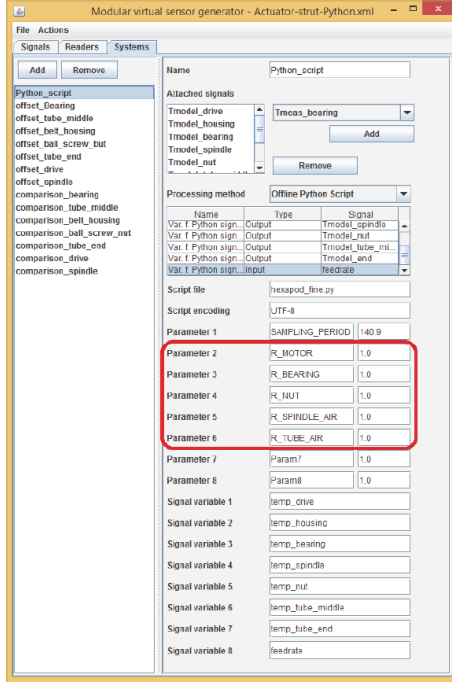 Modular virtual sensor generator - Actuator-strut-Python.xml
File Actions
Signals Readers Systems
Add Remove
Python_script
offset_Bearing
offset_tube_middle
offset_belt_housing
offset_ball_screw_but
offset_tube_end
offset_drive
offset_spindle
comparison_bearing
comparison_tube_middle
comparison_belt_housing
comparison_ball_screw_nut
comparison_tube_end
comparison_drive
comparison_spindle
Name Python_script
Attached signals
Tmodel_drive
Tmodel_housing
Tmodel_bearing
Tmodel_spindle
Tmodel_nut
Tmeas_bearing
Add
Remove
Processing method Offline Python Script
Name Type Signal
Var. f. Python sign... Output Tmodel_spindle
Var. f. Python sign... Output Tmodel_nut
Var. f. Python sign... Output Tmodel_tube_mi...
Var. f. Python sign... Output Tmodel_end
Var. f. Python sign... Input feedrate
Script file hexapod_fine.py
Script encoding UTF-8
Parameter 1 SAMPLING_PERIOD 140.9
Parameter 2 R_MOTOR 1.0
Parameter 3 R_BEARING 1.0
Parameter 4 R_NUT 1.0
Parameter 5 R_SPINDLE_AIR 1.0
Parameter 6 R_TUBE_AIR 1.0
Parameter 7 Param7 1.0
Parameter 8 Param8 1.0
Signal variable 1 temp_drive
Signal variable 2 temp_housing
Signal variable 3 temp_bearing
Signal variable 4 temp_spindle
Signal variable 5 temp_nut
Signal variable 6 temp_tube_middle
Signal variable 7 temp_tube_end
Signal variable 8 feedrate